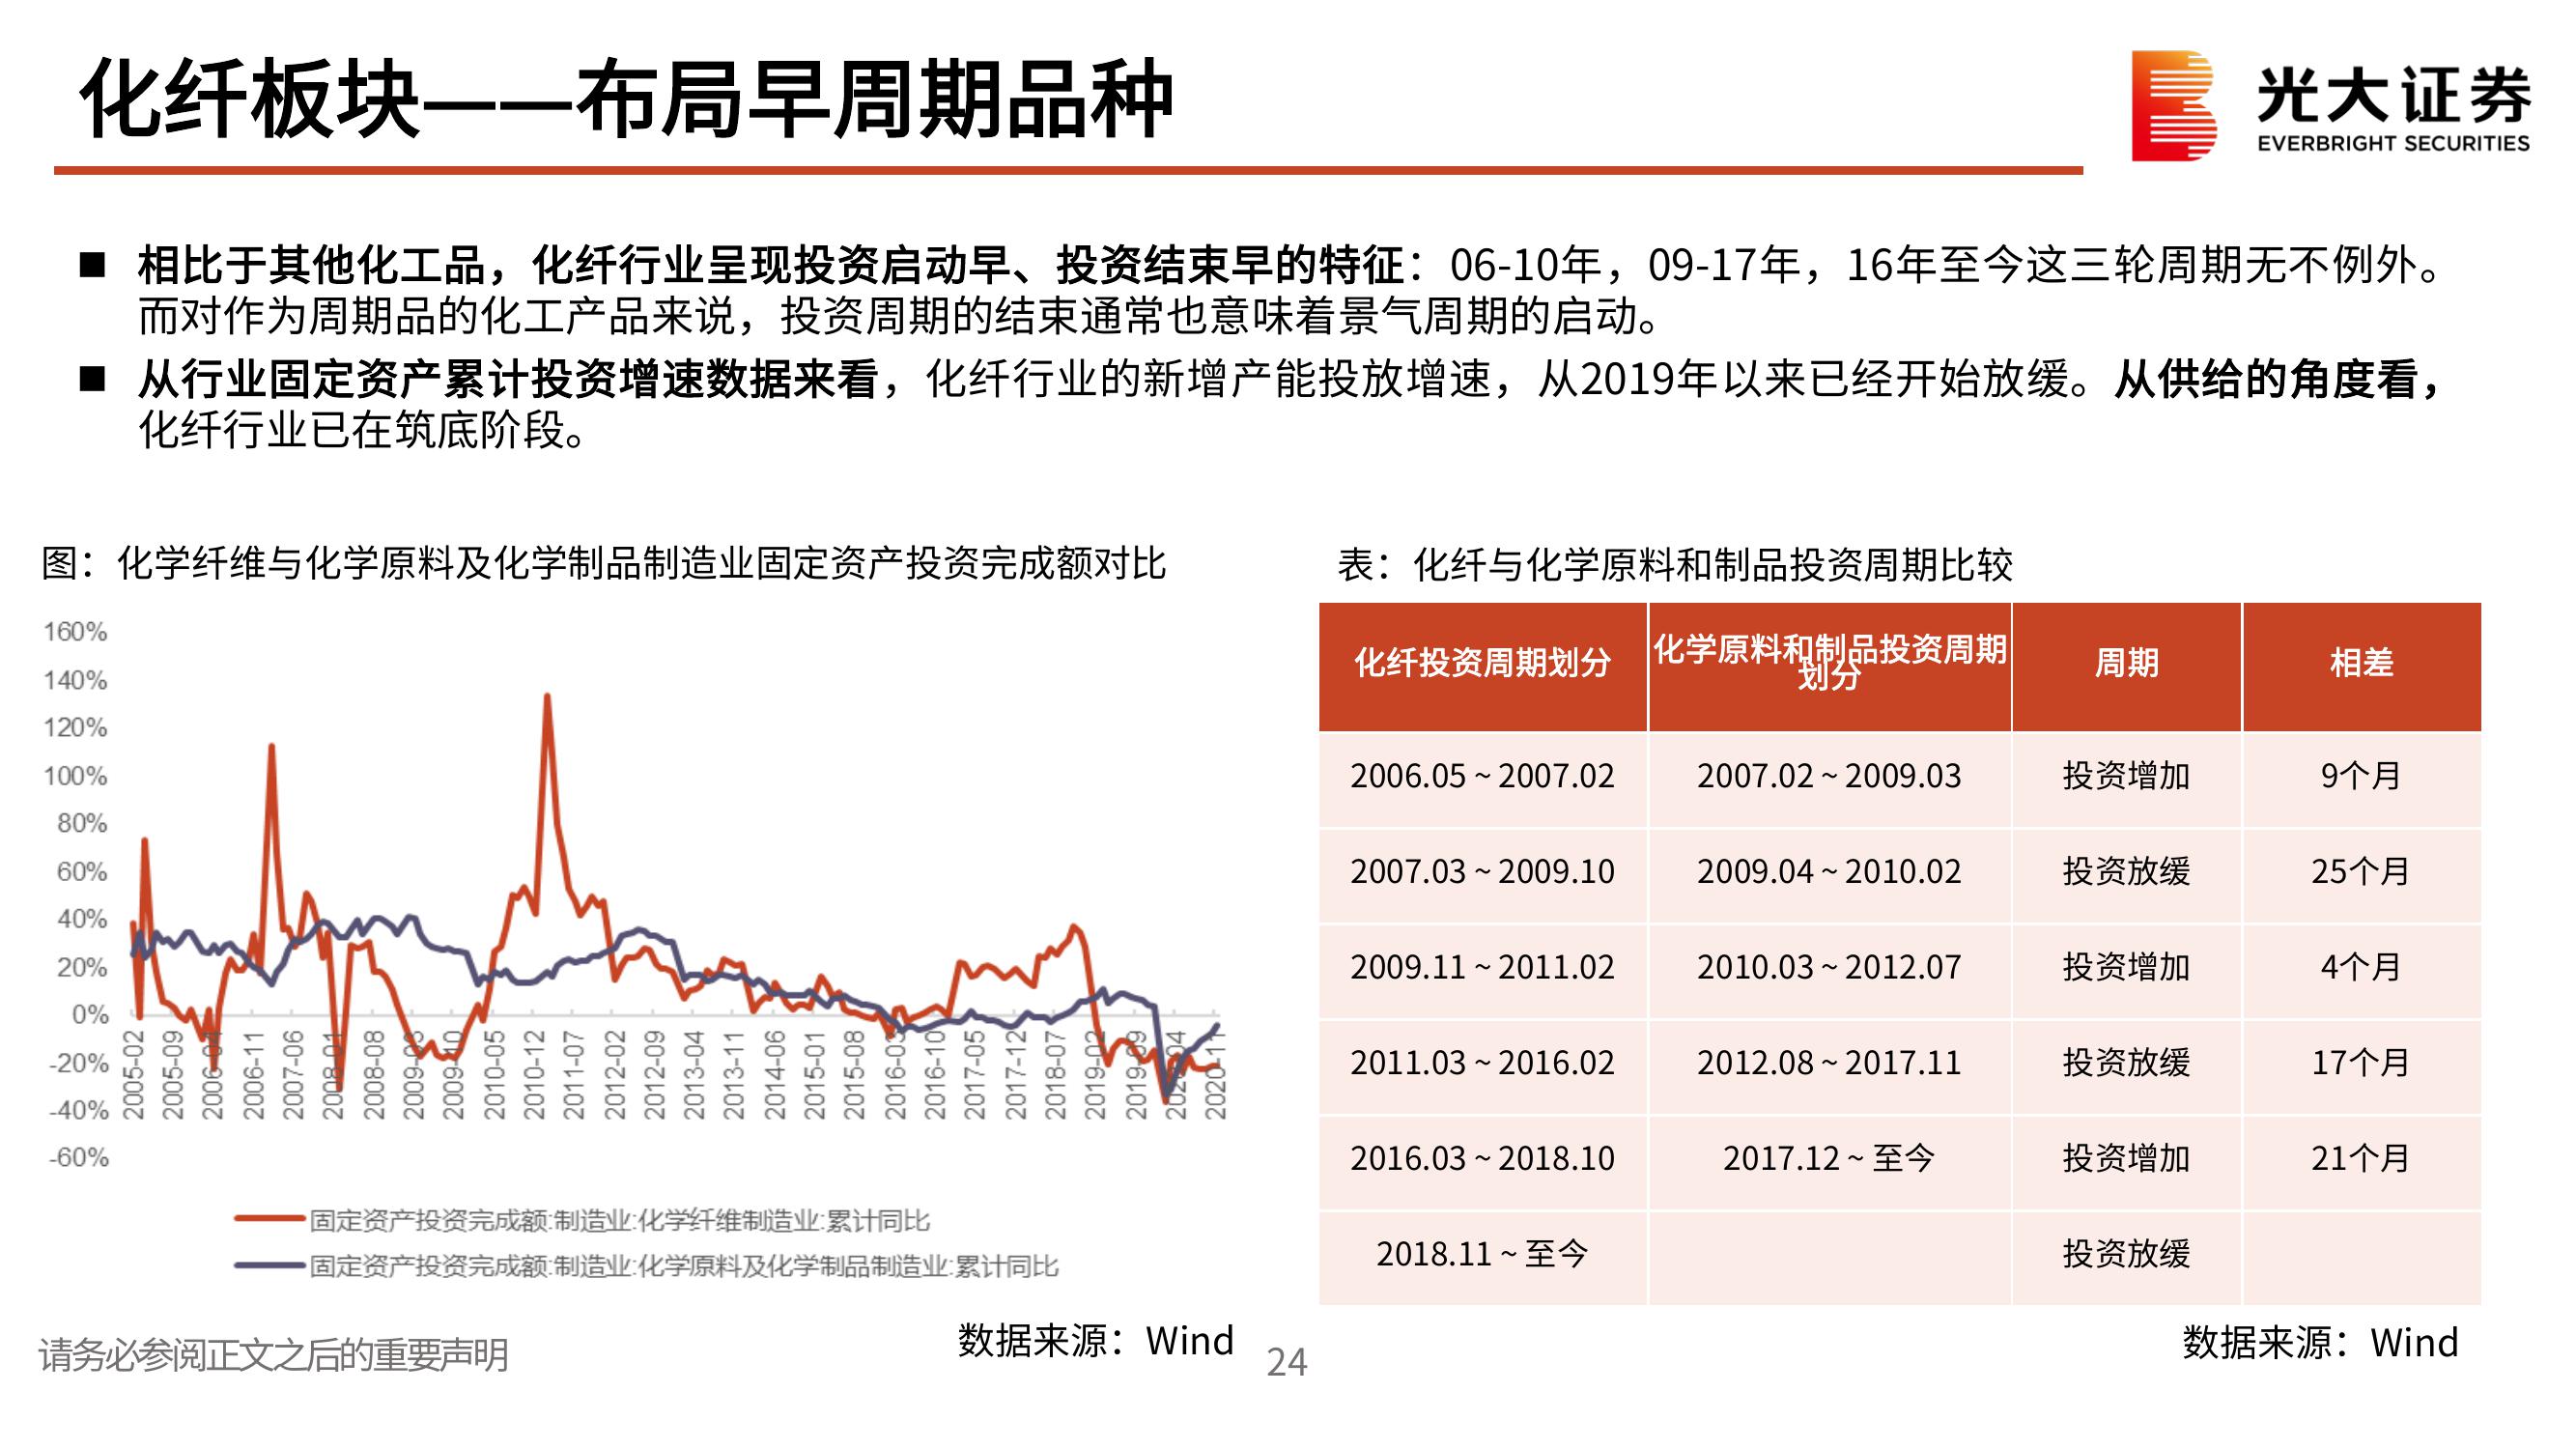 化纤板块——布局早周期品种
光大证券
EVERBRIGHT SECURITIES
相比于其他化工品，化纤行业呈现投资启动早、投资结束早的特征：06-10年，09-17年，16年至今这三轮周期无不例外。
而对作为周期品的化工产品来说，投资周期的结束通常也意味着景气周期的启动。
从行业固定资产累计投资增速数据来看，化纤行业的新增产能投放增速，从2019年以来已经开始放缓。从供给的角度看，
化纤行业已在筑底阶段。
图：化学纤维与化学原料及化学制品制造业固定资产投资完成额对比
160%
140%
120%
100%
80%
60%
40%
20%
0%
-20%
-40%
-60%
2005-02
2005-09
2006-04
2006-11
2007-06
2008-01
2008-08
2009-03
2009-10
2010-05
2010-12
2011-07
2012-02
2012-09
2013-04
2013-11
2014-06
2015-01
2015-08
2016-03
2016-10
2017-05
2017-12
2018-07
2019-02
2019-09
2020-04
2020-11
固定资产投资完成额:制造业:化学纤维制造业:累计同比
固定资产投资完成额:制造业:化学原料及化学制品制造业:累计同比
数据来源：Wind
表：化纤与化学原料和制品投资周期比较
化纤投资周期划分 化学原料和制品投资周期 周期 相差
划分
2006.05 ~ 2007.02 2007.02 ~ 2009.03 投资增加 9个月
2007.03 ~ 2009.10 2009.04 ~ 2010.02 投资放缓 25个月
2009.11 ~ 2011.02 2010.03 ~ 2012.07 投资增加 4个月
2011.03 ~ 2016.02 2012.08 ~ 2017.11 投资放缓 17个月
2016.03 ~ 2018.10 2017.12 ~ 至今 投资增加 21个月
2018.11 ~ 至今 投资放缓
数据来源：Wind
请务必参阅正文之后的重要声明
24